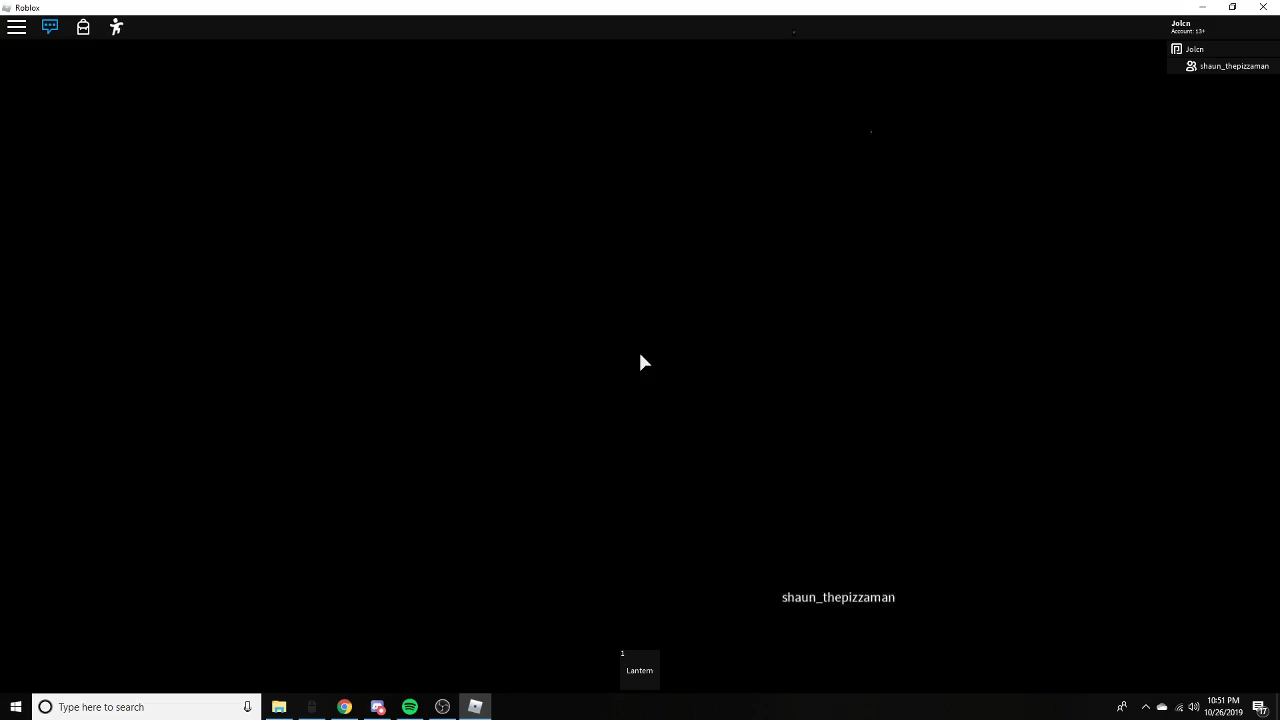 Roblox
Jolcn
Account: 13+
Jolcn
shaun_thepizzaman
shaun_thepizzaman
1
Lantern
Type here to search
10:51 PM
10/26/2019